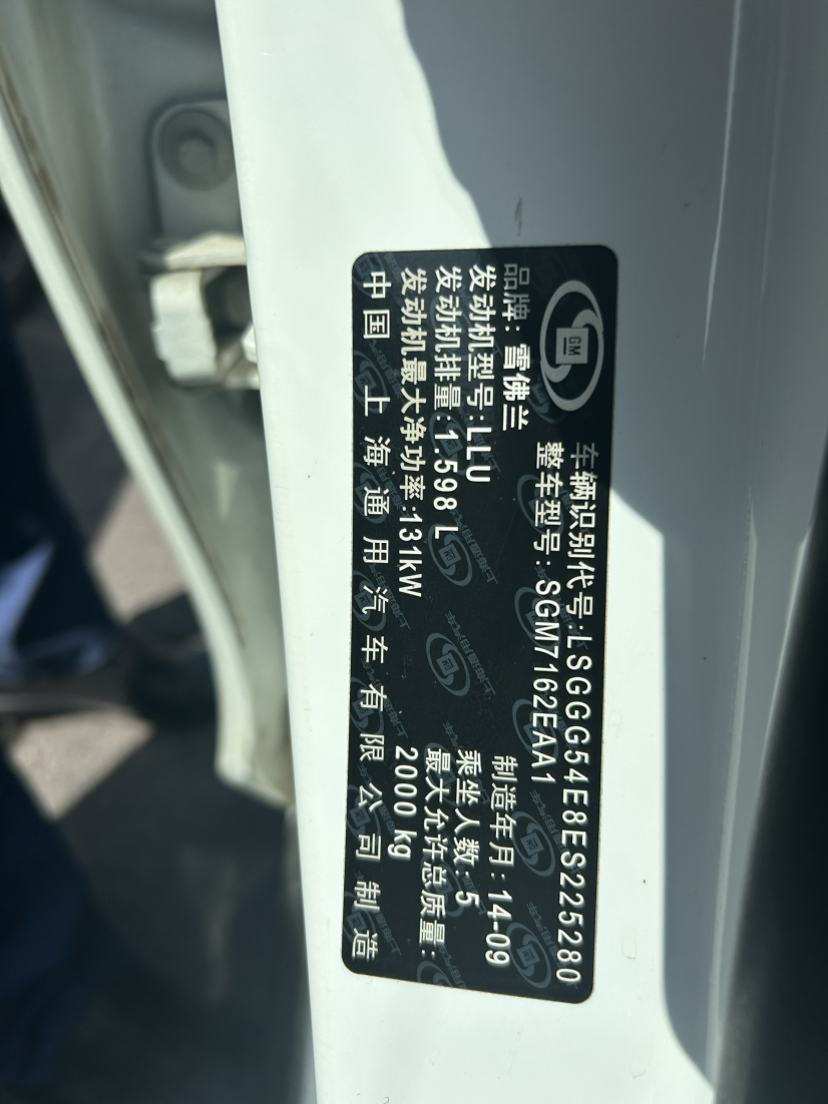 GM
车辆识别代号:LSGGG54E8ES225280
整车型号:SGM7162EAA1
品牌:雪佛兰
制造年月:14-09
发动机型号:LLU
乘坐人数:5
发动机排量:1.598 L
最大允许总质量:
发动机最大净功率:131kW
2000 kg
中国 上海通用汽车有限公司制造